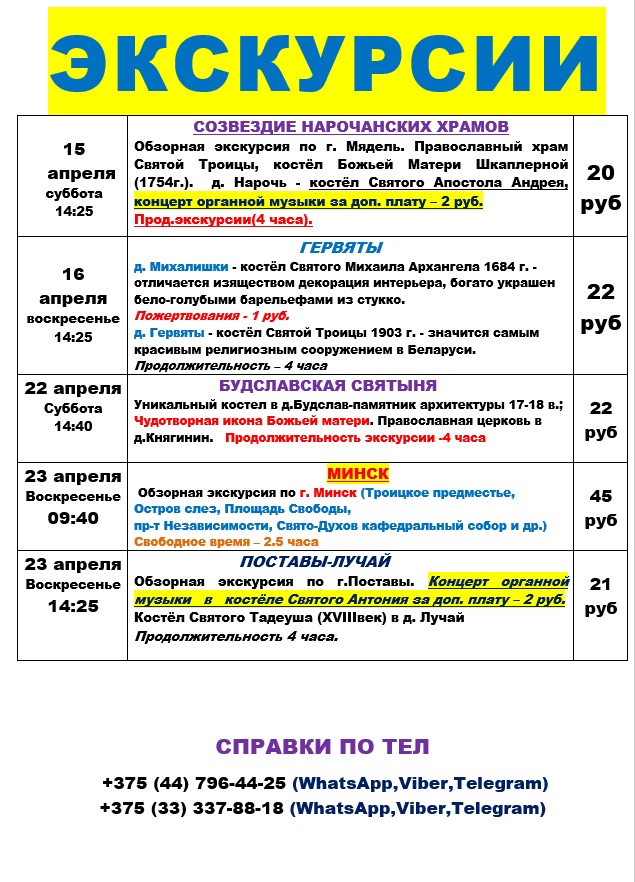 ЭКСКУРСИИ
15
апреля
суббота
14:25
СОЗВЕЗДИЕ НАРОЧАНСКИХ ХРАМОВ
Обзорная экскурсия по г. Мядель. Православный храм
Святой Троицы, костёл Божьей Матери Шкаплерной
(1754г.). д. Нарочь - костёл Святого Апостола Андрея,
концерт органной музыки за доп. плату – 2 руб.
Прод.экскурсии(4 часа).
20
руб
16
апреля
воскресенье
14:25
ГЕРВЯТЫ
д. Михалишки - костёл Святого Михаила Архангела 1684 г. -
отличается изяществом декорация интерьера, богато украшен
бело-голубыми барельефами из стукко.
Пожертвования - 1 руб.
д. Гервяты - костёл Святой Троицы 1903 г. - значится самым
красивым религиозным сооружением в Беларуси.
Продолжительность – 4 часа
22
руб
22 апреля
Суббота
14:40
БУДСЛАВСКАЯ СВЯТЫНЯ
Уникальный костел в д.Будслав-памятник архитектуры 17-18 в.;
Чудотворная икона Божьей матери. Православная церковь в
д.Княгинин. Продолжительность экскурсии -4 часа
22
руб
23 апреля
Воскресенье
09:40
МИНСК
Обзорная экскурсия по г. Минск (Троицкое предместье,
Остров слез, Площадь Свободы,
пр-т Независимости, Свято-Духов кафедральный собор и др.)
Свободное время – 2.5 часа
45
руб
23 апреля
Воскресенье
14:25
ПОСТАВЫ-ЛУЧАЙ
Обзорная экскурсия по г.Поставы. Концерт органной
музыки в костёле Святого Антония за доп. плату – 2 руб.
Костёл Святого Тадеуша (XVIIIвек) в д. Лучай
Продолжительность 4 часа.
21
руб
СПРАВКИ ПО ТЕЛ
+375 (44) 796-44-25 (WhatsApp,Viber,Telegram)
+375 (33) 337-88-18 (WhatsApp,Viber,Telegram)